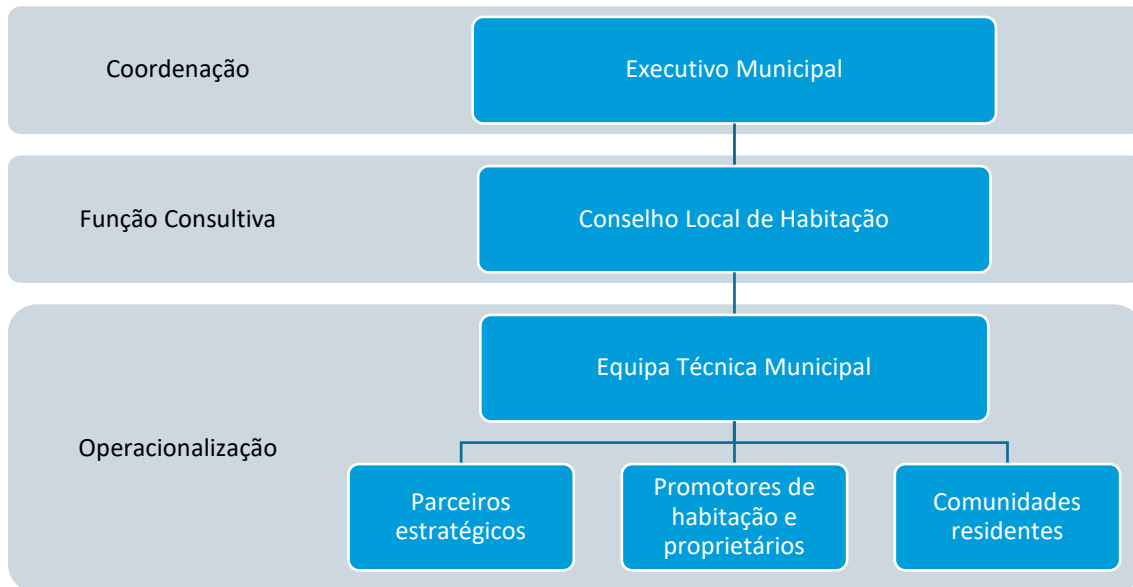 Coordenação
Executivo Municipal
Função Consultiva
Conselho Local de Habitação
Operacionalização
Equipa Técnica Municipal
Parceiros
estratégicos
Promotores de
habitação e
proprietários
Comunidades
residentes